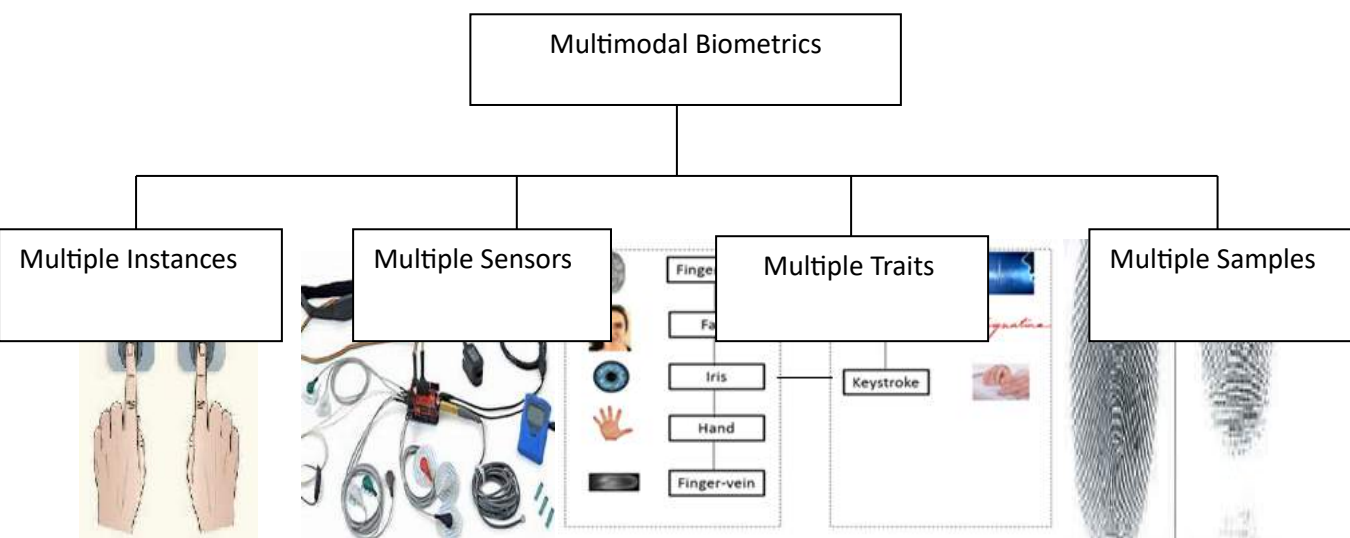 Multimodal Biometrics
Multiple Instances
Multiple Sensors
Multiple Traits
Multiple Samples
Iris
Keystroke
Hand
Finger-vein